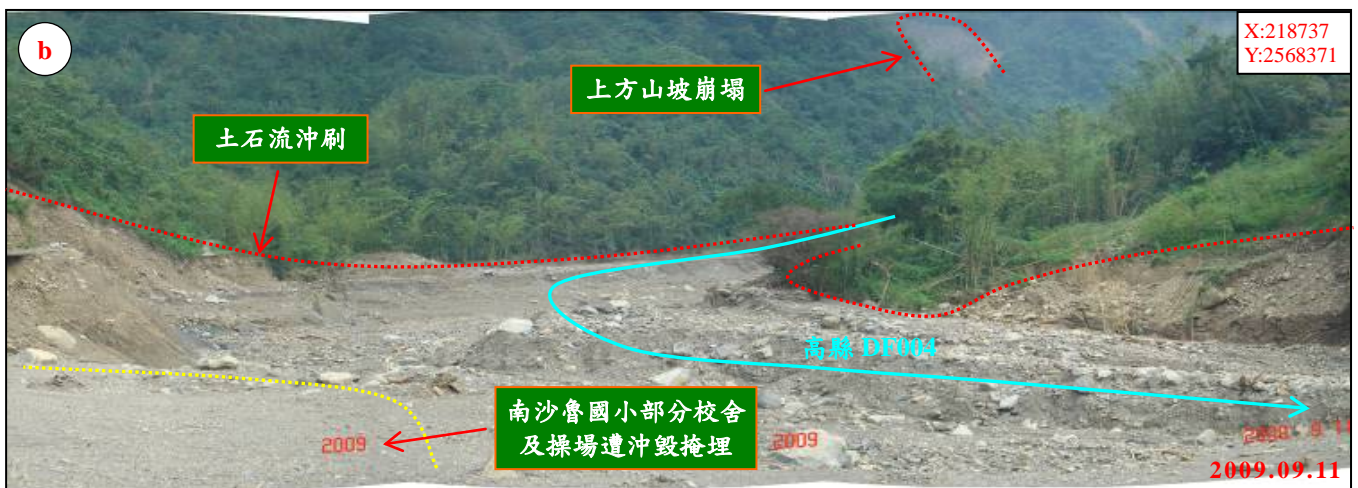 b
X:218737
Y:2568371
上方山坡崩塌
土石流沖刷
高縣 DF004
南沙魯國小部分校舍
及操場遭沖毀掩埋
2009
2009
2009.09.11